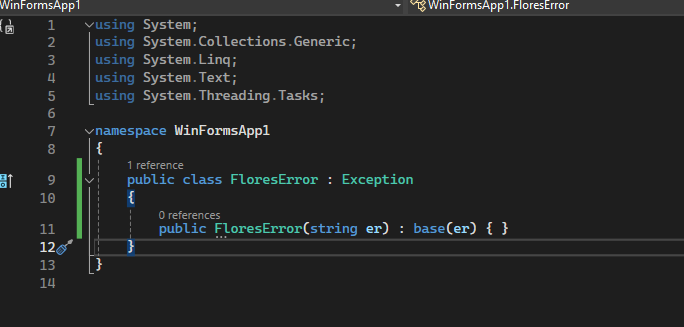 WinFormsApp1 WinFormsApp1.FloresError
1 using System;
2 using System.Collections.Generic;
3 using System.Linq;
4 using System.Text;
5 using System.Threading.Tasks;
6
7 namespace WinFormsApp1
8 {
1 reference
9 public class FloresError : Exception
10 {
0 references
11 public FloresError(string er) : base(er) { }
12 }
13 }
14